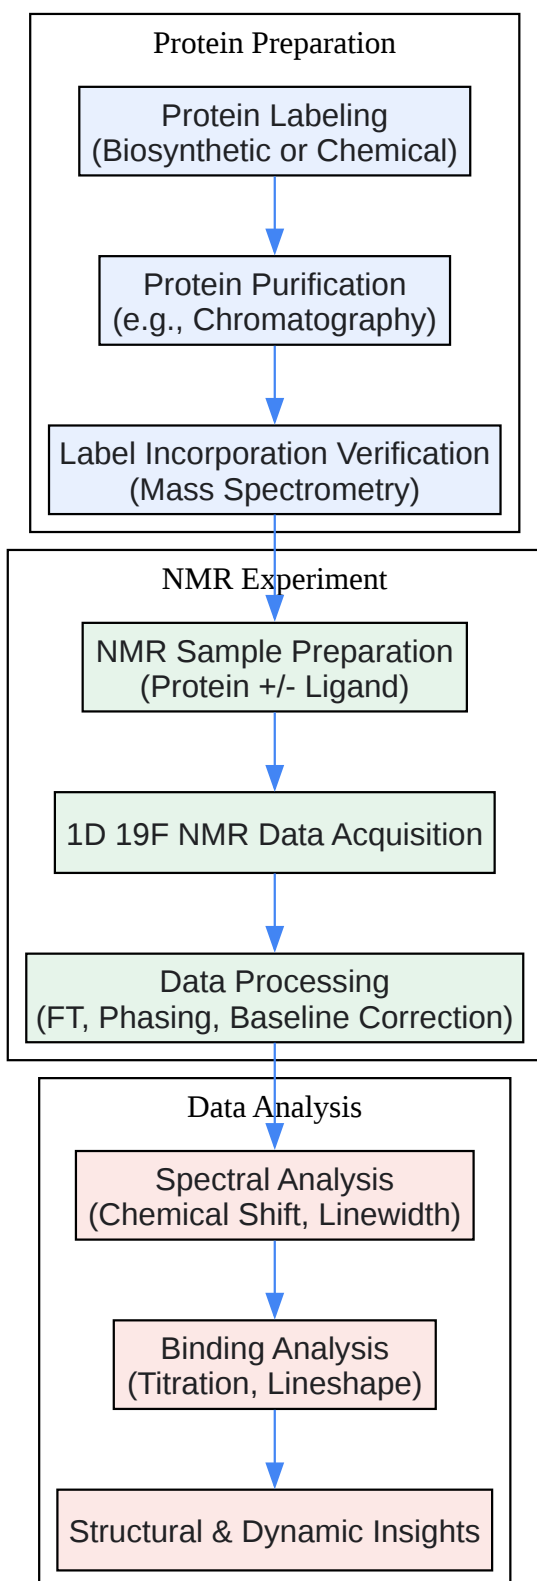 Protein Preparation
Protein Labeling
(Biosynthetic or Chemical)
Protein Purification
(e.g., Chromatography)
Label Incorporation Verification
(Mass Spectrometry)
NMR Experiment
NMR Sample Preparation
(Protein +/- Ligand)
1D 19F NMR Data Acquisition
Data Processing
(FT, Phasing, Baseline Correction)
Data Analysis
Spectral Analysis
(Chemical Shift, Linewidth)
Binding Analysis
(Titration, Lineshape)
Structural & Dynamic Insights